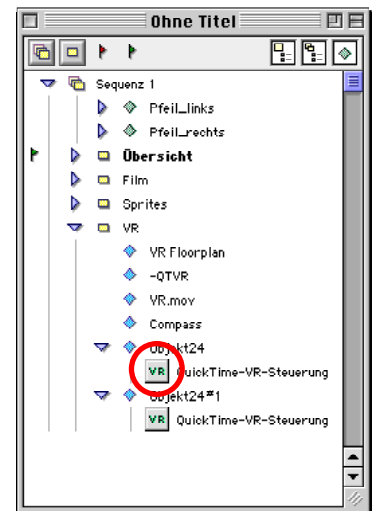 Ohne Titel
Sequenz 1
Pfeil_links
Pfeil_rechts
Übersicht
Film
Sprites
VR
VR Floorplan
-QTVR
VR.mov
Compass
Objekt24
VR QuickTime-VR-Steuerung
Objekt24#1
VR QuickTime-VR-Steuerung